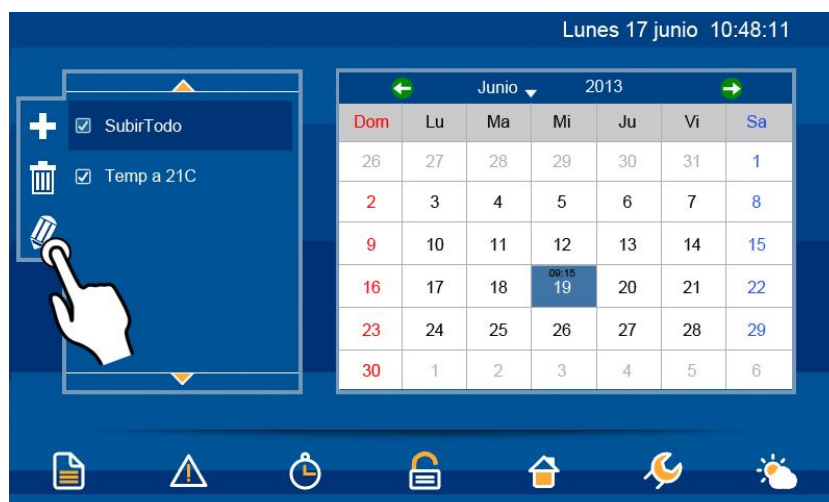 Lunes 17 junio 10:48:11
SubirTodo
Temp a 21C
Junio 2013
Dom Lu Ma Mi Ju Vi Sa
26 27 28 29 30 31 1
2 3 4 5 6 7 8
9 10 11 12 13 14 15
09:15
16 17 18 19 20 21 22
23 24 25 26 27 28 29
30 1 2 3 4 5 6